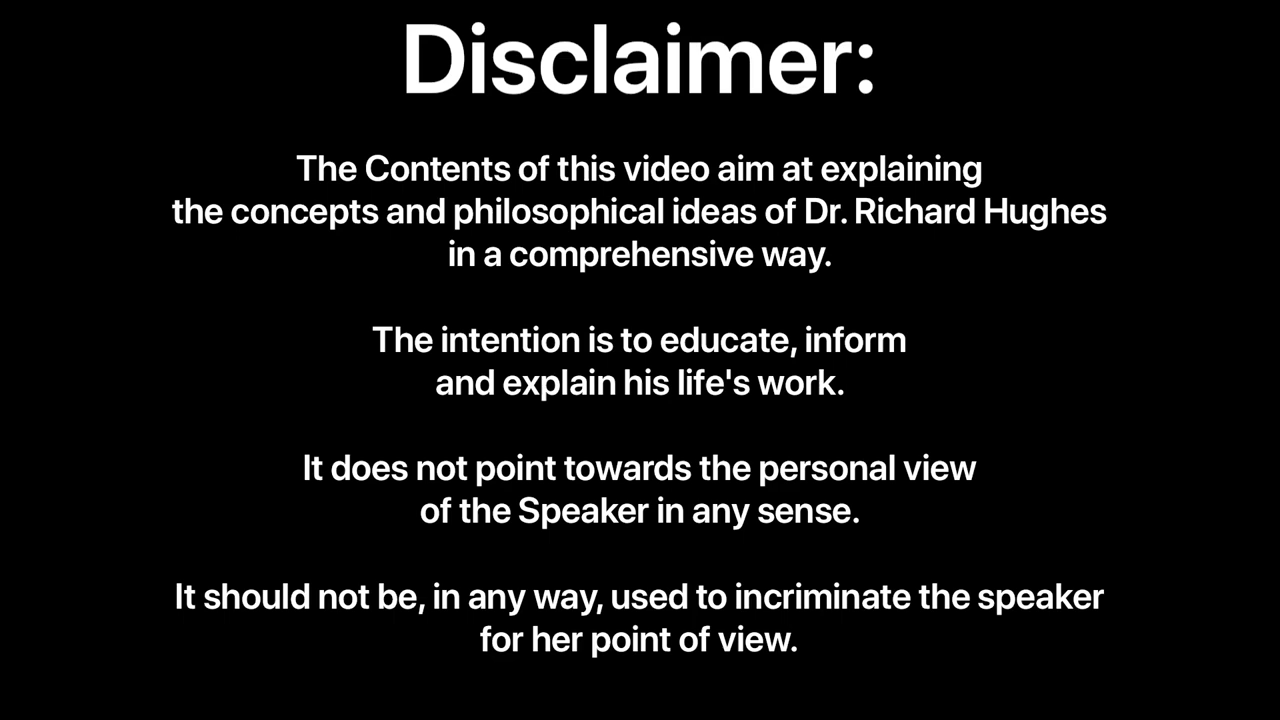 Disclaimer:
The Contents of this video aim at explaining
the concepts and philosophical ideas of Dr. Richard Hughes
in a comprehensive way.
The intention is to educate, inform
and explain his life's work.
It does not point towards the personal view
of the Speaker in any sense.
It should not be, in any way, used to incriminate the speaker
for her point of view.